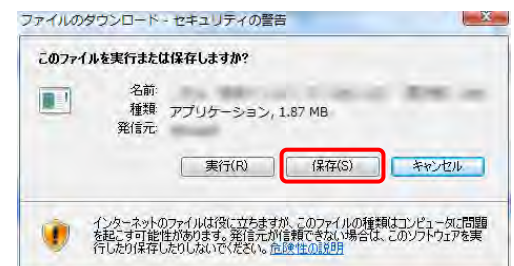 ファイルのダウンロード - セキュリティの警告
このファイルを実行または保存しますか?
名前:
種類: アプリケーション, 1.87 MB
発信元:
実行(R) 保存(S) キャンセル
インターネットのファイルは役に立ちますが、このファイルの種類はコンピュータに問題
を起こす可能性があります。発信元が信頼できない場合は、このソフトウェアを実
行したり保存したりしないでください。危険性の説明